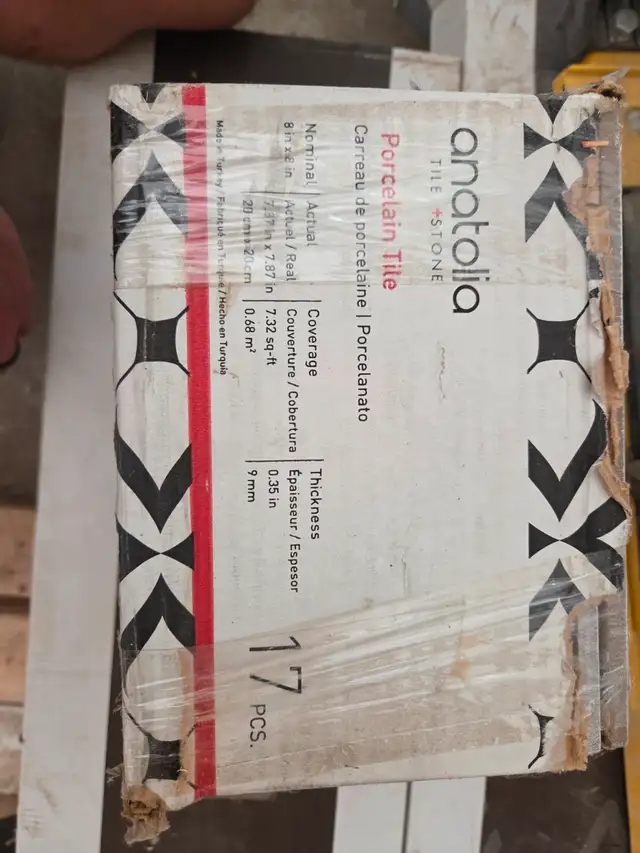 anatolia
TILE +STONE
Porcelain Tile
Carreau de porcelaine | Porcelanato
Nominal
8 in x 8 in
Actual
Actuel / Real
7.87 in x 7.87 in
20 cm x 20 cm
Coverage
Couverture / Cobertura
7.32 sq-ft
0.68 m²
Thickness
Épaisseur / Espesor
0.35 in
9 mm
17 PCS.
Made in Turkey / Fabriqué en Turquie / Hecho en Turquía